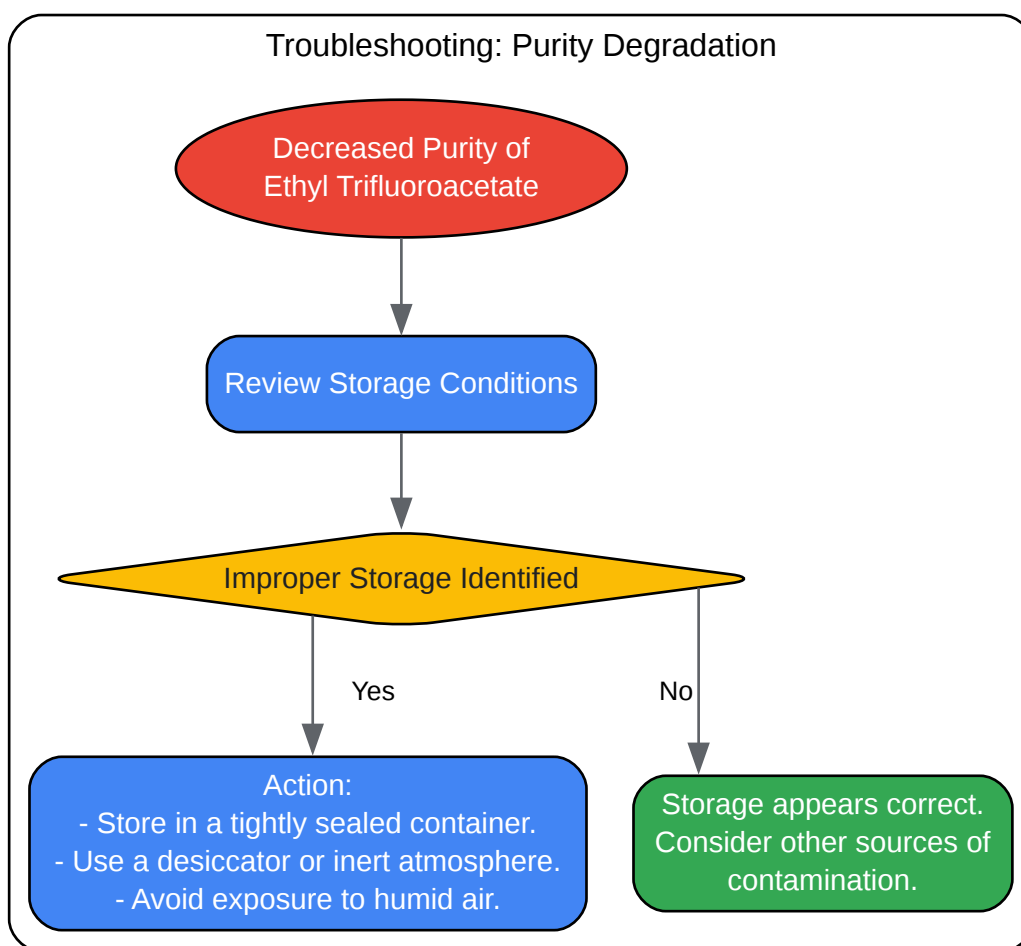 Troubleshooting: Purity Degradation
Decreased Purity of
Ethyl Trifluoroacetate
Review Storage Conditions
Improper Storage Identified
Yes
No
Action:
- Store in a tightly sealed container.
- Use a desiccator or inert atmosphere.
- Avoid exposure to humid air.
Storage appears correct.
Consider other sources of
contamination.